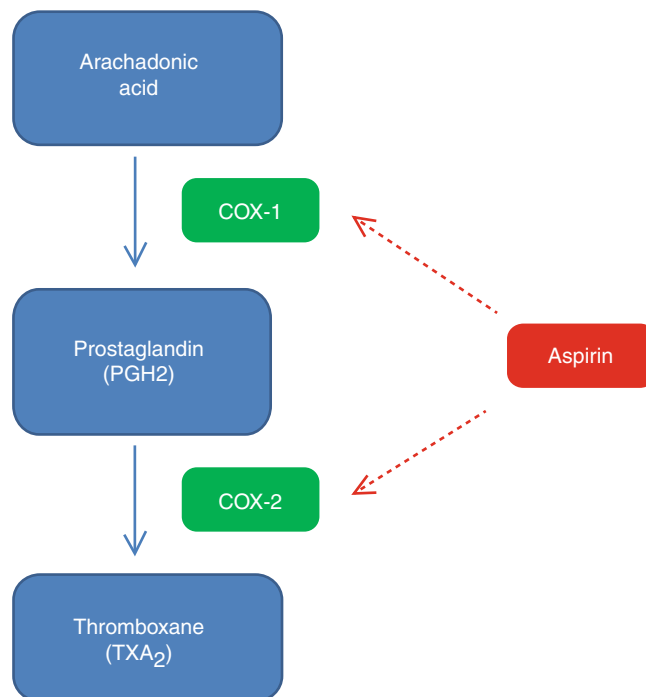 Arachadonic
acid
COX-1
Prostaglandin
(PGH2)
Aspirin
COX-2
Thromboxane
(TXA2)